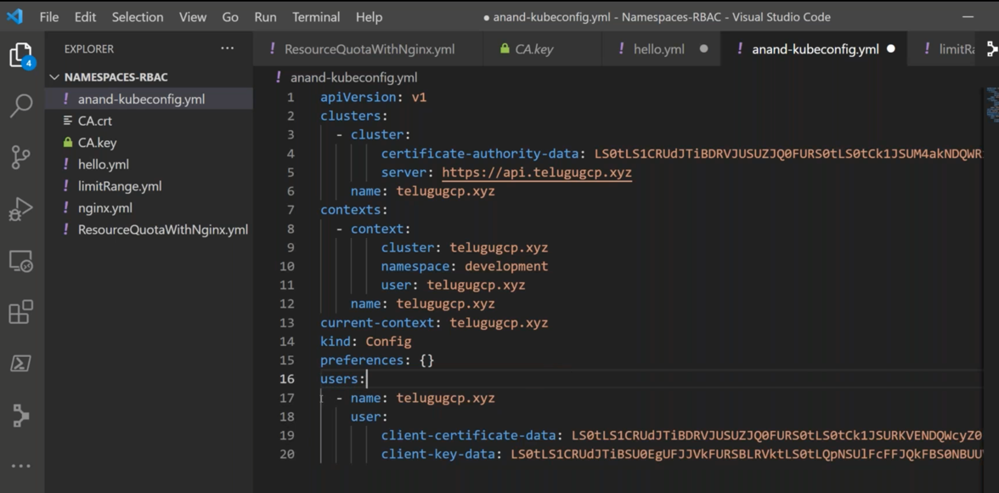 File Edit Selection View Go Run Terminal Help ● anand-kubeconfig.yml - Namespaces-RBAC - Visual Studio Code
EXPLORER ...
! ResourceQuotaWithNginx.yml CA.key ! hello.yml ● ! anand-kubeconfig.yml ● ! limitRa
4
NAMESPACES-RBAC
! anand-kubeconfig.yml
CA.crt
CA.key
! hello.yml
! limitRange.yml
! nginx.yml
! ResourceQuotaWithNginx.yml
! anand-kubeconfig.yml
1 apiVersion: v1
2 clusters:
3 - cluster:
4 certificate-authority-data: LS0tLS1CRUdJTiBDRVJUSUZJQ0FURS0tLS0tCk1JSUM4akNDQWR
5 server: https://api.telugugcp.xyz
6 name: telugugcp.xyz
7 contexts:
8 - context:
9 cluster: telugugcp.xyz
10 namespace: development
11 user: telugugcp.xyz
12 name: telugugcp.xyz
13 current-context: telugugcp.xyz
14 kind: Config
15 preferences: {}
16 users:
17 - name: telugugcp.xyz
18 user:
19 client-certificate-data: LS0tLS1CRUdJTiBDRVJUSUZJQ0FURS0tLS0tCk1JSURKVENDQWcyZ0
20 client-key-data: LS0tLS1CRUdJTiBSU0EgUFJJVkFURSBLRVktLS0tLQpNSUlFcFFJQkFBS0NBUU